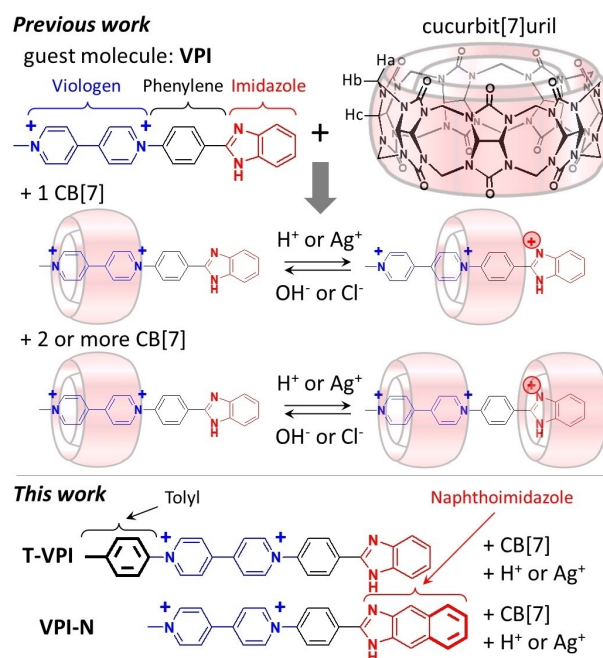 Previous work
cucurbit[7]uril
guest molecule: VPI
Viologen Phenylene Imidazole
Ha
Hb
Hc
O O O O
N N N N N N N N
O O O O
+ + N
N N N
H
+
+ 1 CB[7]
H⁺ or Ag⁺
OH⁻ or Cl⁻
+ + N
N N N
H
+ + +
N N N
N
H
+ 2 or more CB[7]
H⁺ or Ag⁺
OH⁻ or Cl⁻
+ + N
N N N
H
+ + +
N N N
N
H
This work
Tolyl
Naphthoimidazole
T-VPI
+ + N
N N N
H
+ CB[7]
+ H⁺ or Ag⁺
VPI-N
+ + N
N N N
H
+ CB[7]
+ H⁺ or Ag⁺